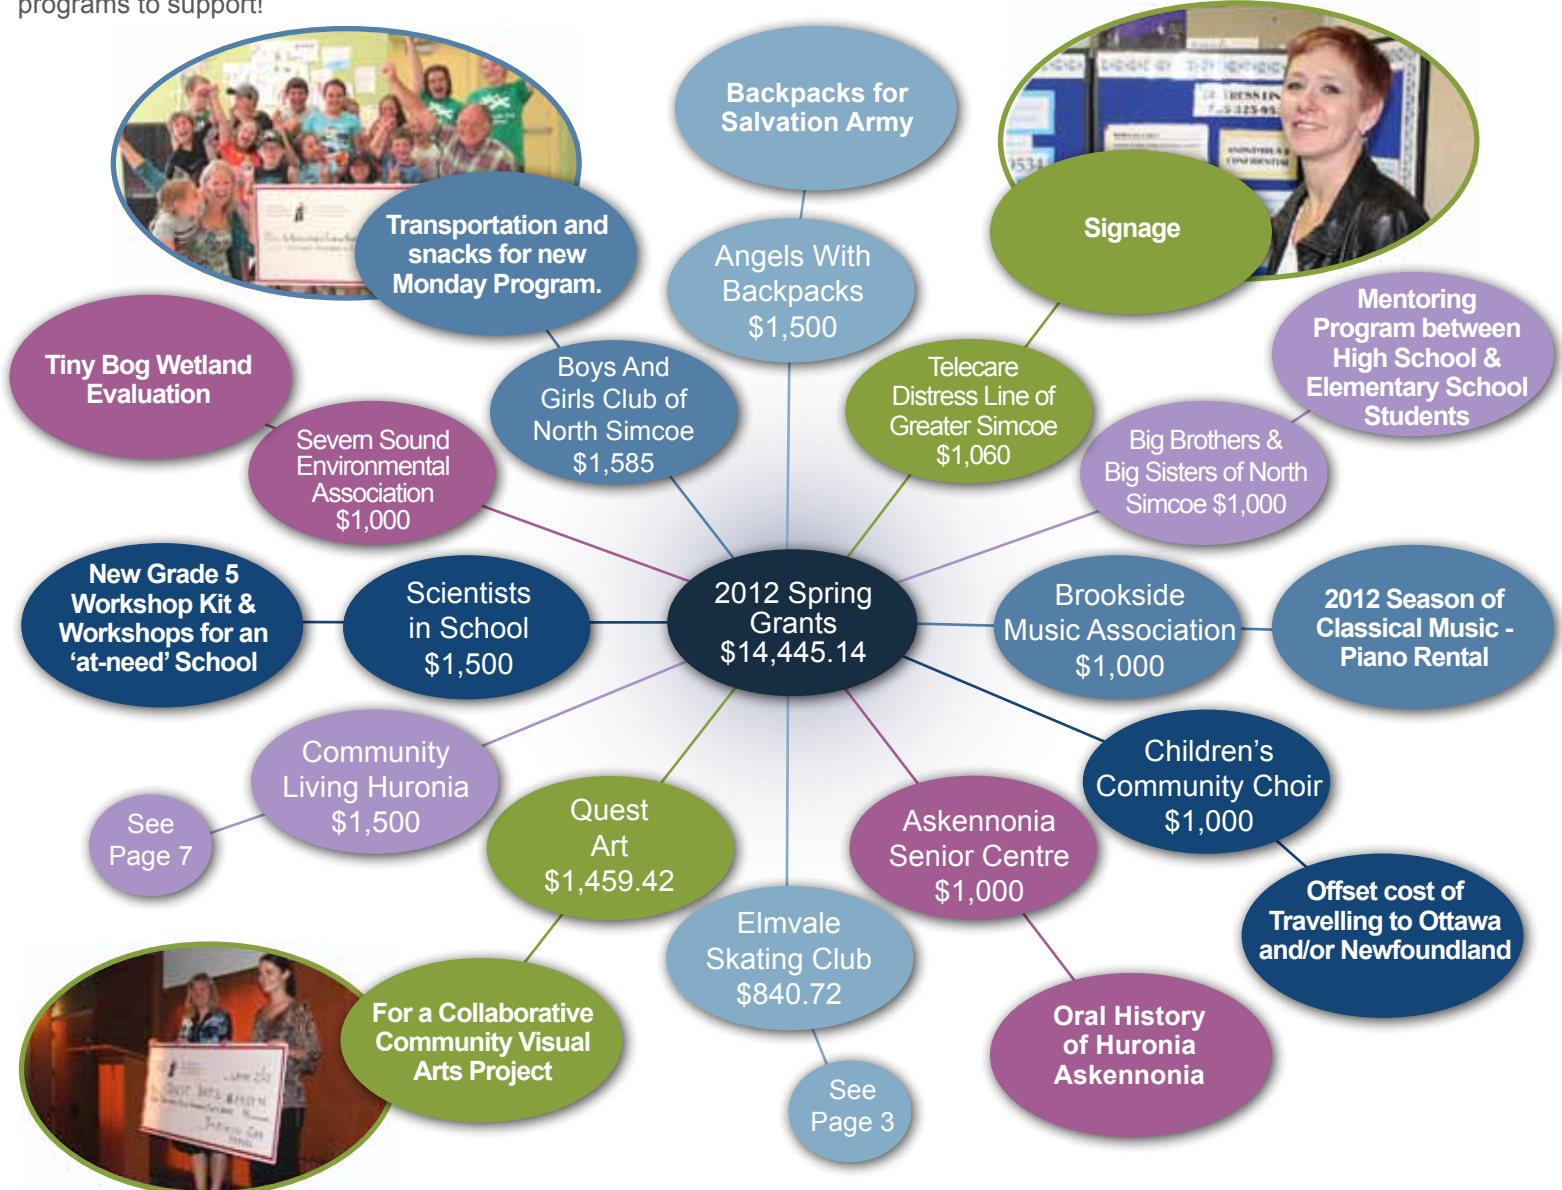 programs to support!
Backpacks for
Salvation Army
Transportation and
snacks for new
Monday Program.
Angels With
Backpacks
$1,500
Signage
Mentoring
Program between
High School &
Elementary School
Students
Tiny Bog Wetland
Evaluation
Boys And
Girls Club of
North Simcoe
$1,585
Telecare
Distress Line of
Greater Simcoe
$1,060
Severn Sound
Environmental
Association
$1,000
Big Brothers &
Big Sisters of North
Simcoe $1,000
New Grade 5
Workshop Kit &
Workshops for an
‘at-need’ School
Scientists
in School
$1,500
2012 Spring
Grants
$14,445.14
Brookside
Music Association
$1,000
2012 Season of
Classical Music -
Piano Rental
Community
Living Huronia
$1,500
See
Page 7
Quest
Art
$1,459.42
Elmvale
Skating Club
$840.72
Askennonia
Senior Centre
$1,000
Children’s
Community Choir
$1,000
Offset cost of
Travelling to Ottawa
and/or Newfoundland
For a Collaborative
Community Visual
Arts Project
See
Page 3
Oral History
of Huronia
Askennonia